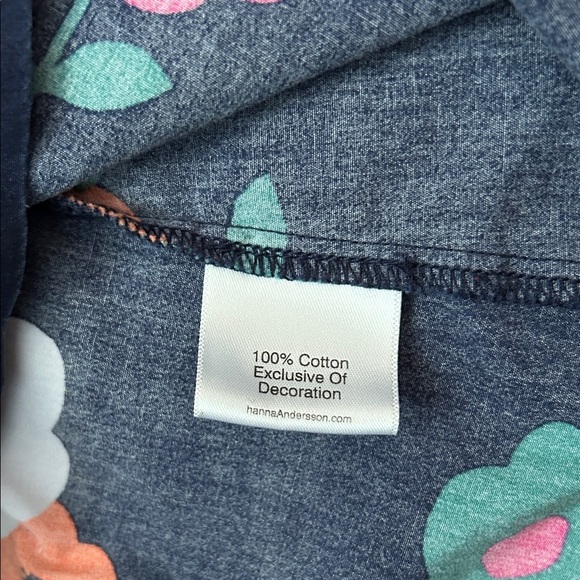 100% Cotton
Exclusive Of
Decoration
hannaAndersson.com